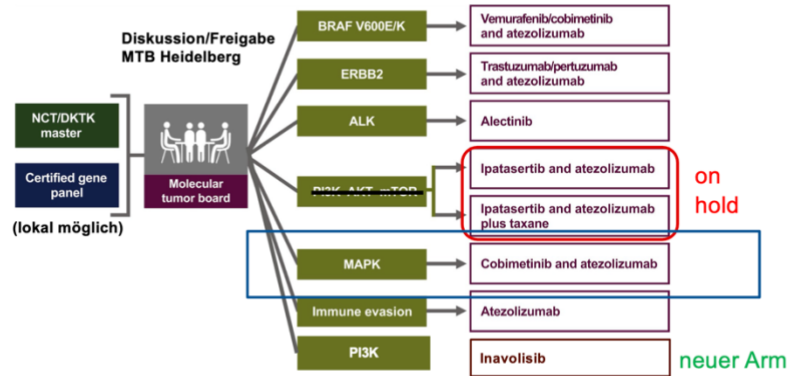 Diskussion/Freigabe
MTB Heidelberg
NCT/DKTK
master
Certified gene
panel
(lokal möglich)
Molecular
tumor board
BRAF V600E/K
Vemurafenib/cobimetinib
and atezolizumab
ERBB2
Trastuzumab/pertuzumab
and atezolizumab
ALK
Alectinib
PI3K-AKT-mTOR
Ipatasertib and atezolizumab
Ipatasertib and atezolizumab
plus taxane
on
hold
MAPK
Cobimetinib and atezolizumab
Immune evasion
Atezolizumab
PI3K
Inavolisib
neuer Arm